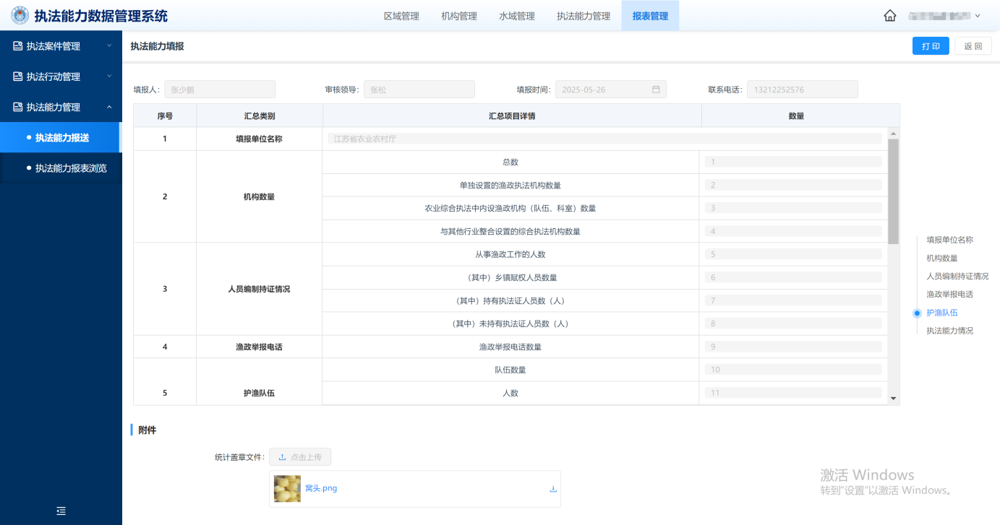 执法能力数据管理系统
区域管理 机构管理 水域管理 执法能力管理 报表管理
执法案件管理
执法行动管理
执法能力管理
执法能力报送
执法能力报表浏览
执法能力填报
打 印 返 回
填报人: 张少鹏 审核领导: 张松 填报时间: 2025-05-26 联系电话: 13212252576
序号 汇总类别 汇总项目详情 数量
1 填报单位名称 江苏省农业农村厅
2 机构数量
总数 1
单独设置的渔政执法机构数量 2
农业综合执法中内设渔政机构（队伍、科室）数量 3
与其他行业整合设置的综合执法机构数量 4
3 人员编制持证情况
从事渔政工作的人数 5
（其中）乡镇赋权人员数量 6
（其中）持有执法证人员数（人） 7
（其中）未持有执法证人员数（人） 8
4 渔政举报电话 渔政举报电话数量 9
5 护渔队伍
队伍数量 10
人数 11
填报单位名称
机构数量
人员编制持证情况
渔政举报电话
护渔队伍
执法能力情况
附件
统计盖章文件: 点击上传
窝头.png
激活 Windows
转到"设置"以激活 Windows。